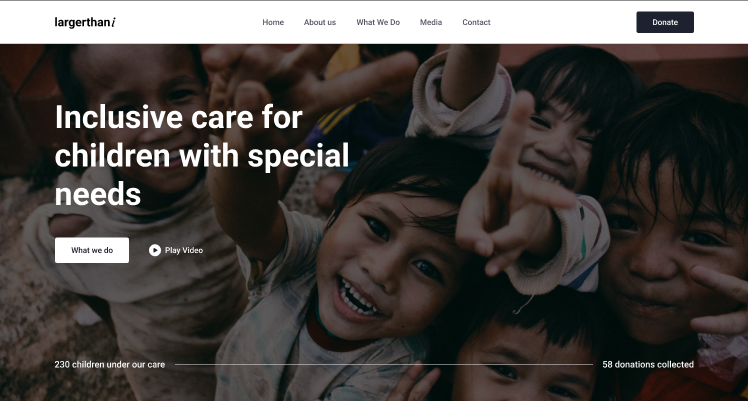 largerthani
Home
About us
What We Do
Media
Contact
Donate
Inclusive care for
children with special
needs
What we do
Play Video
230 children under our care
58 donations collected